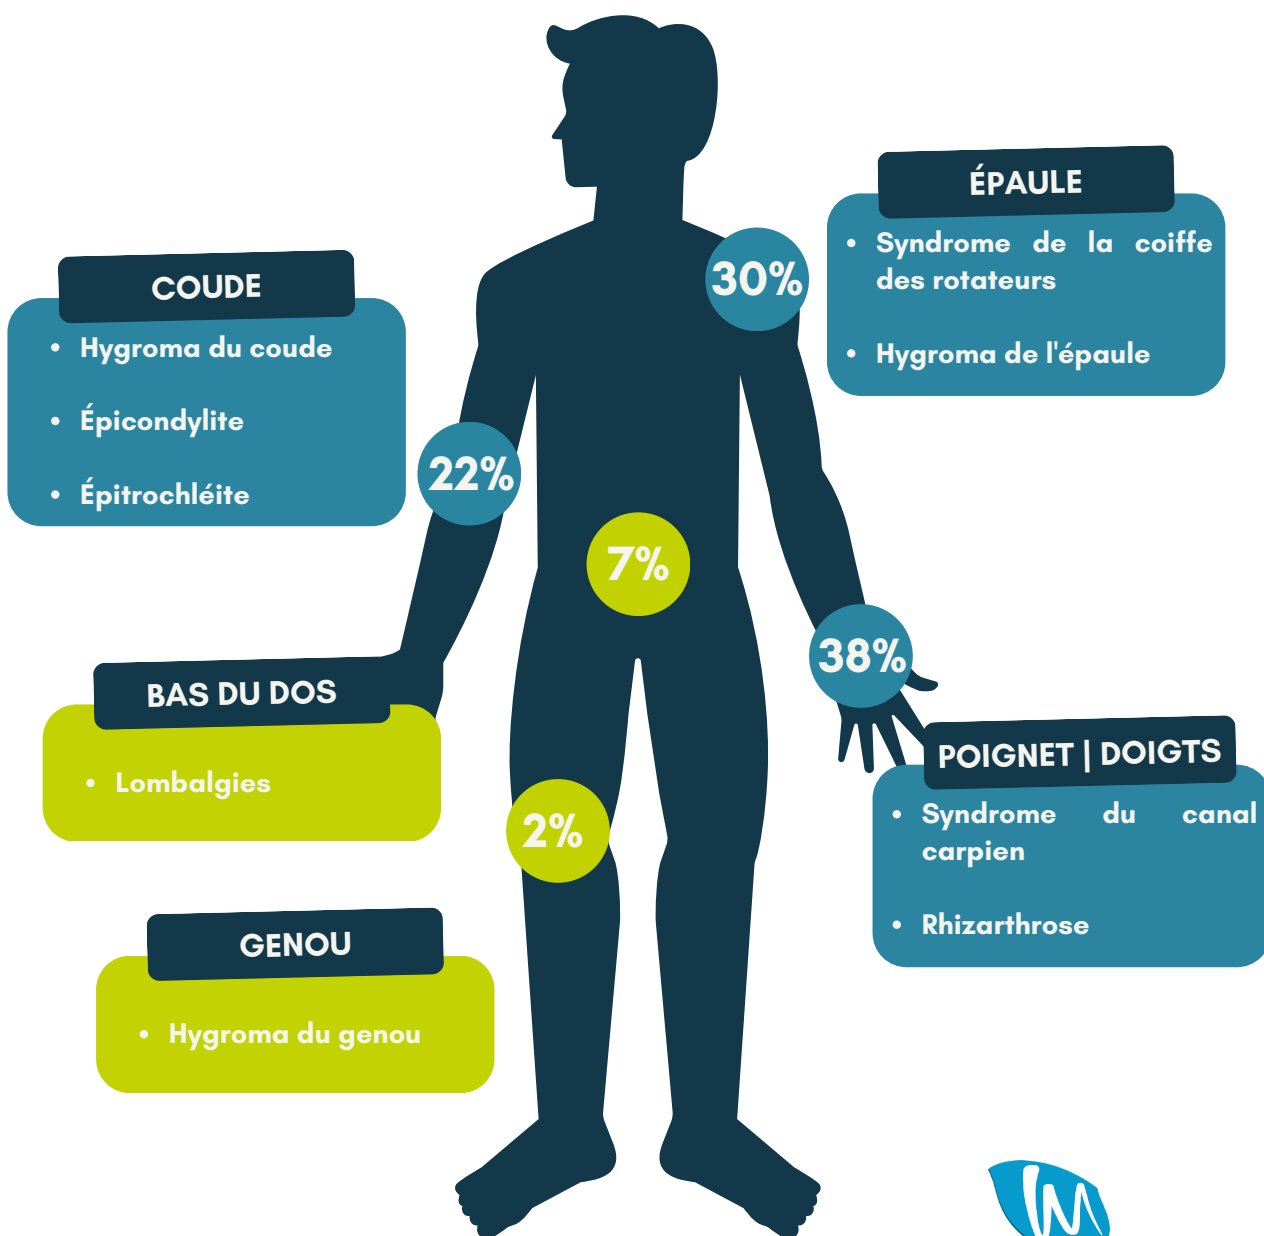 ÉPAULE
• Syndrome de la coiffe
des rotateurs
• Hygroma de l'épaule
30%
COUDE
• Hygroma du coude
• Épicondylite
• Épitrochléite
22%
7%
38%
BAS DU DOS
• Lombalgies
POIGNET | DOIGTS
• Syndrome du canal
carpien
• Rhizarthrose
2%
GENOU
• Hygroma du genou